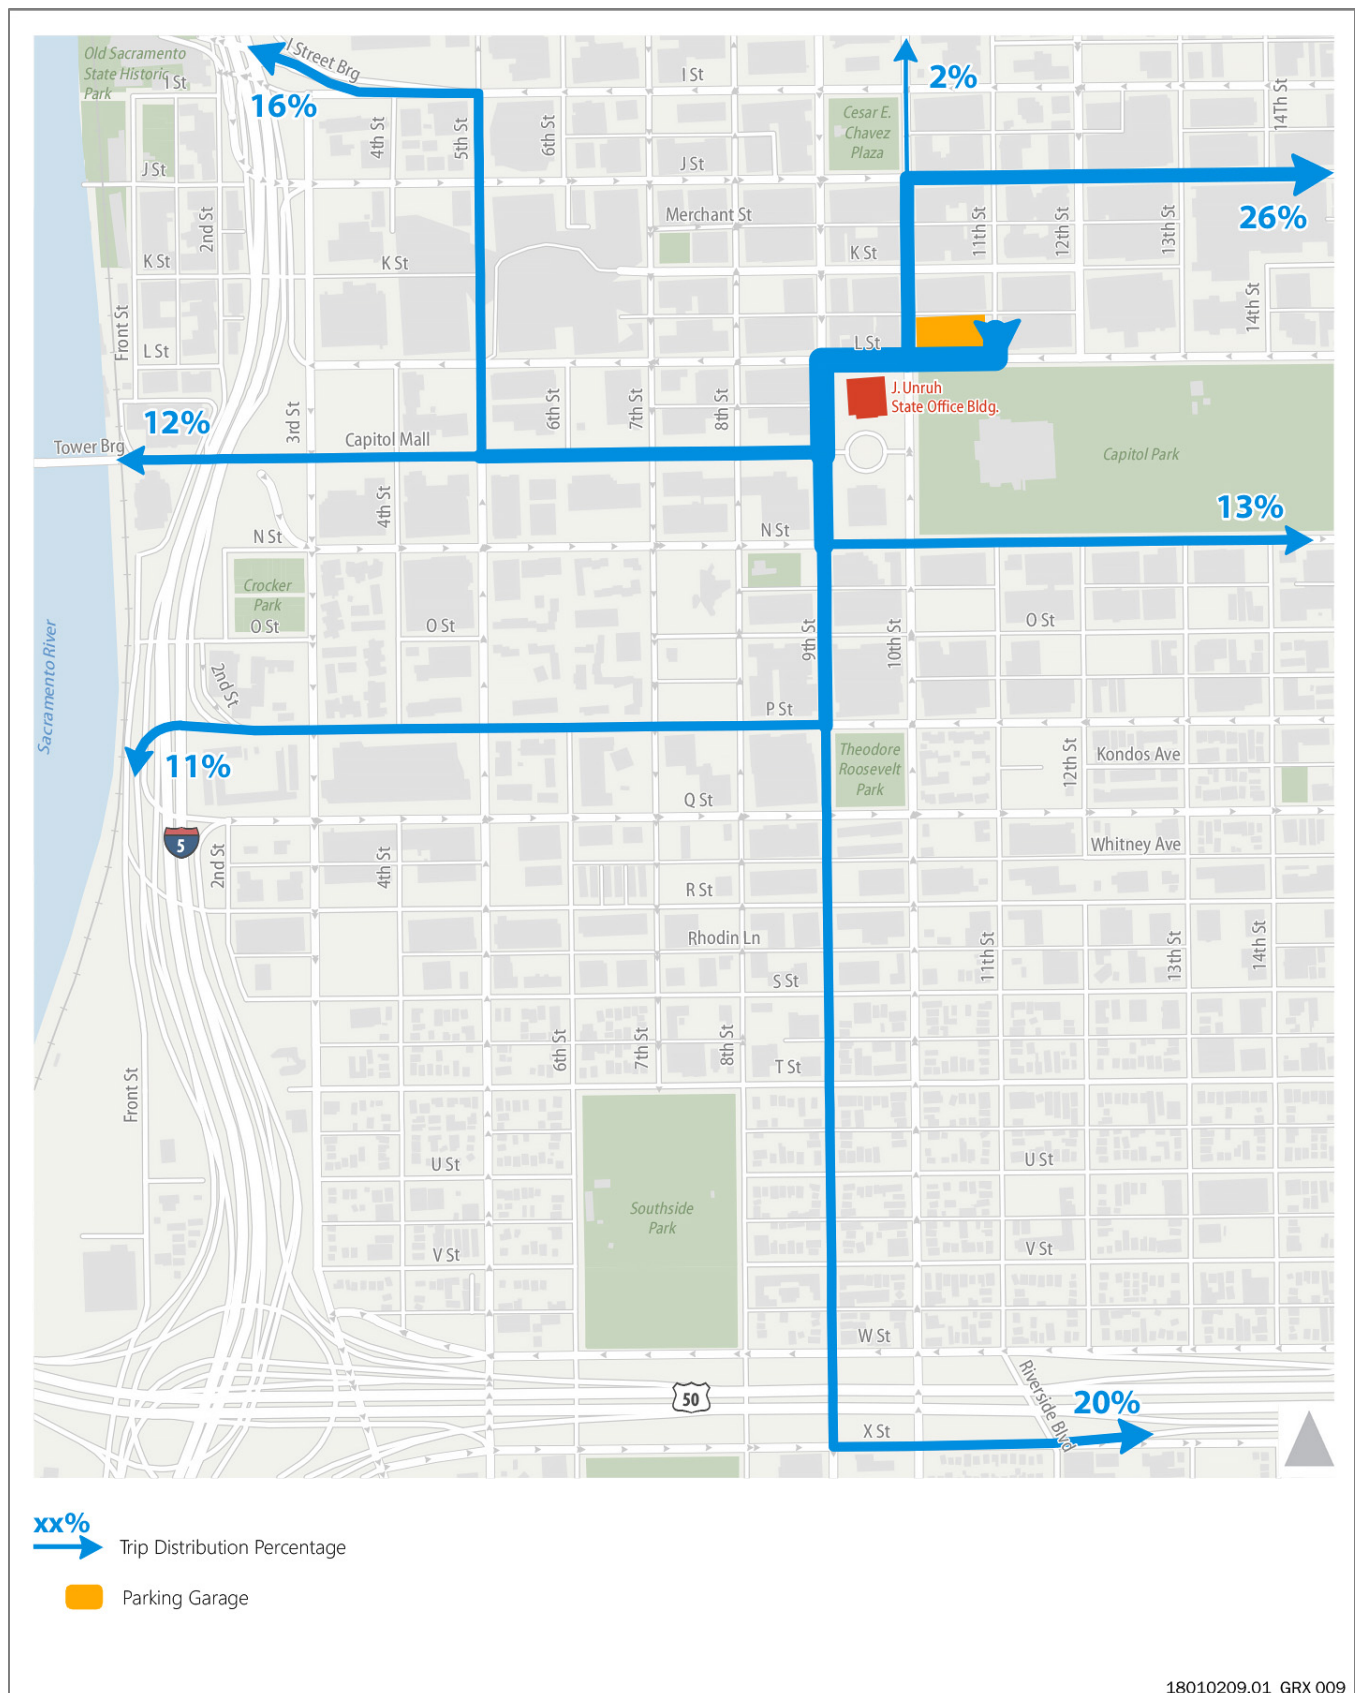 Old Sacramento
State Historic
Park
I St
I Street Brg
16%
I St
2%
Cesar E.
Chavez
Plaza
14Th St
4th St
5th St
6th St
J St
J St
26%
2nd St
Merchant St
11th St
12th St
13th St
K St
K St
K St
Front St
14th St
L St
L St
J. Unruh
State Office Bldg.
12%
3rd St
6th St
7th St
8th St
Tower Brg
Capitol Mall
Capitol Park
4th St
13%
N St
N St
Crocker
Park
O St
O St
9th St
10th St
O St
Sacramento River
2nd St
P St
11%
Theodore
Roosevelt
Park
12th St
Kondos Ave
Q St
5
2nd St
4th St
Whitney Ave
R St
Rhodin Ln
11th St
13th St
14th St
S St
6th St
7th St
8th St
T St
Front St
U St
U St
Southside
Park
V St
V St
W St
Riverside Blvd
50
20%
X St
xx%
Trip Distribution Percentage
Parking Garage
18010209.01 GRX 009